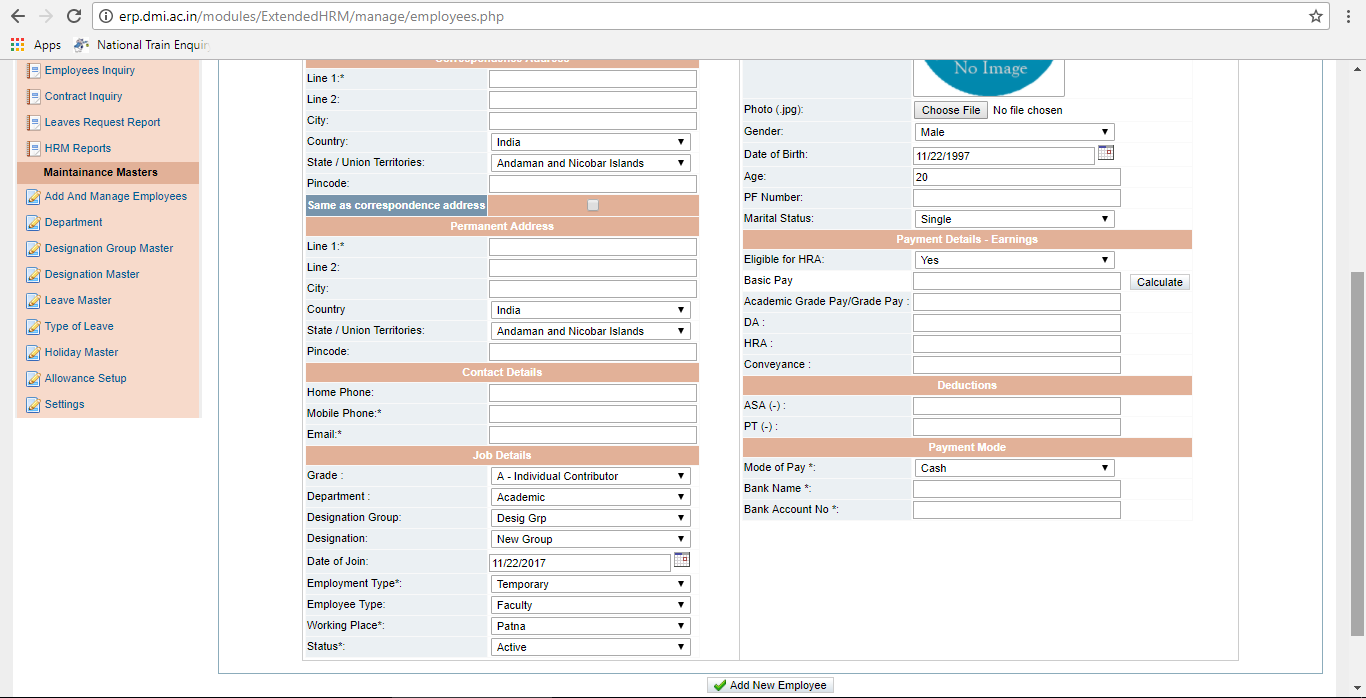 erp.dmi.ac.in/modules/ExtendedHRM/manage/employees.php
Apps National Train Enquir
Employees Inquiry
Contract Inquiry
Leaves Request Report
HRM Reports
Maintainance Masters
Add And Manage Employees
Department
Designation Group Master
Designation Master
Leave Master
Type of Leave
Holiday Master
Allowance Setup
Settings
Correspondence Address
Line 1:*
Line 2:
City:
Country: India
State / Union Territories: Andaman and Nicobar Islands
Pincode:
Same as correspondence address
Permanent Address
Line 1:*
Line 2:
City:
Country India
State / Union Territories: Andaman and Nicobar Islands
Pincode:
Contact Details
Home Phone:
Mobile Phone:*
Email:*
Job Details
Grade : A - Individual Contributor
Department : Academic
Designation Group: Desig Grp
Designation: New Group
Date of Join: 11/22/2017
Employment Type*: Temporary
Employee Type: Faculty
Working Place*: Patna
Status*: Active
No Image
Photo (.jpg): Choose File No file chosen
Gender: Male
Date of Birth: 11/22/1997
Age: 20
PF Number:
Marital Status: Single
Payment Details - Earnings
Eligible for HRA: Yes
Basic Pay Calculate
Academic Grade Pay/Grade Pay :
DA :
HRA :
Conveyance :
Deductions
ASA (-) :
PT (-) :
Payment Mode
Mode of Pay *: Cash
Bank Name *:
Bank Account No *:
Add New Employee